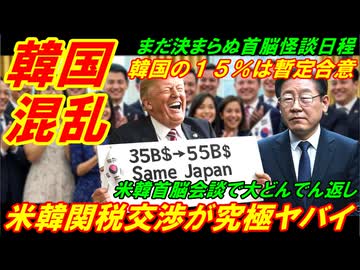 韓国
混乱
まだ決まらぬ首脳怪談日程
韓国の15%は暫定合意
35B$→55B$
Same Japan
米韓首脳会談で大どんでん返し
米韓関税交渉が究極ヤバイ